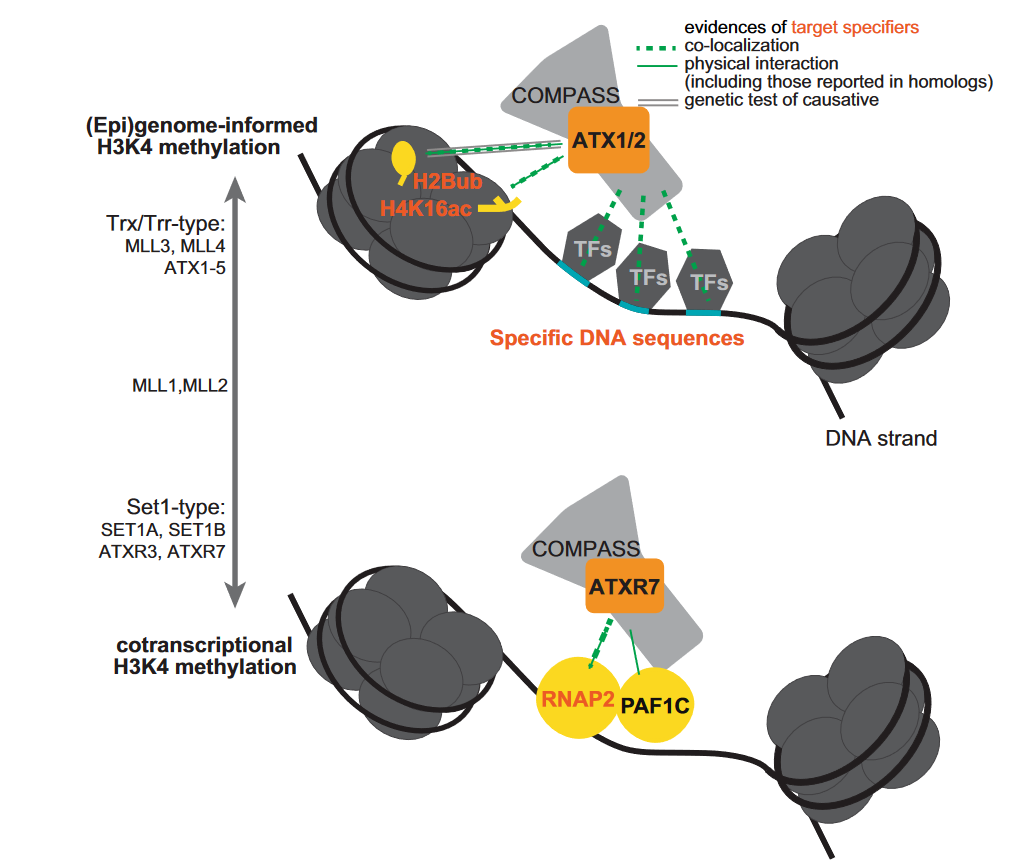 evidences of target specifiers
co-localization
physical interaction
(including those reported in homologs)
genetic test of causative
COMPASS
ATX1/2
(Epi)genome-informed
H3K4 methylation
H2Bub
H4K16ac
Trx/Trr-type:
MLL3, MLL4
ATX1-5
TFs
TFs
TFs
Specific DNA sequences
MLL1,MLL2
DNA strand
Set1-type:
SET1A, SET1B
ATXR3, ATXR7
COMPASS
ATXR7
cotranscriptional
H3K4 methylation
RNAP2
PAF1C